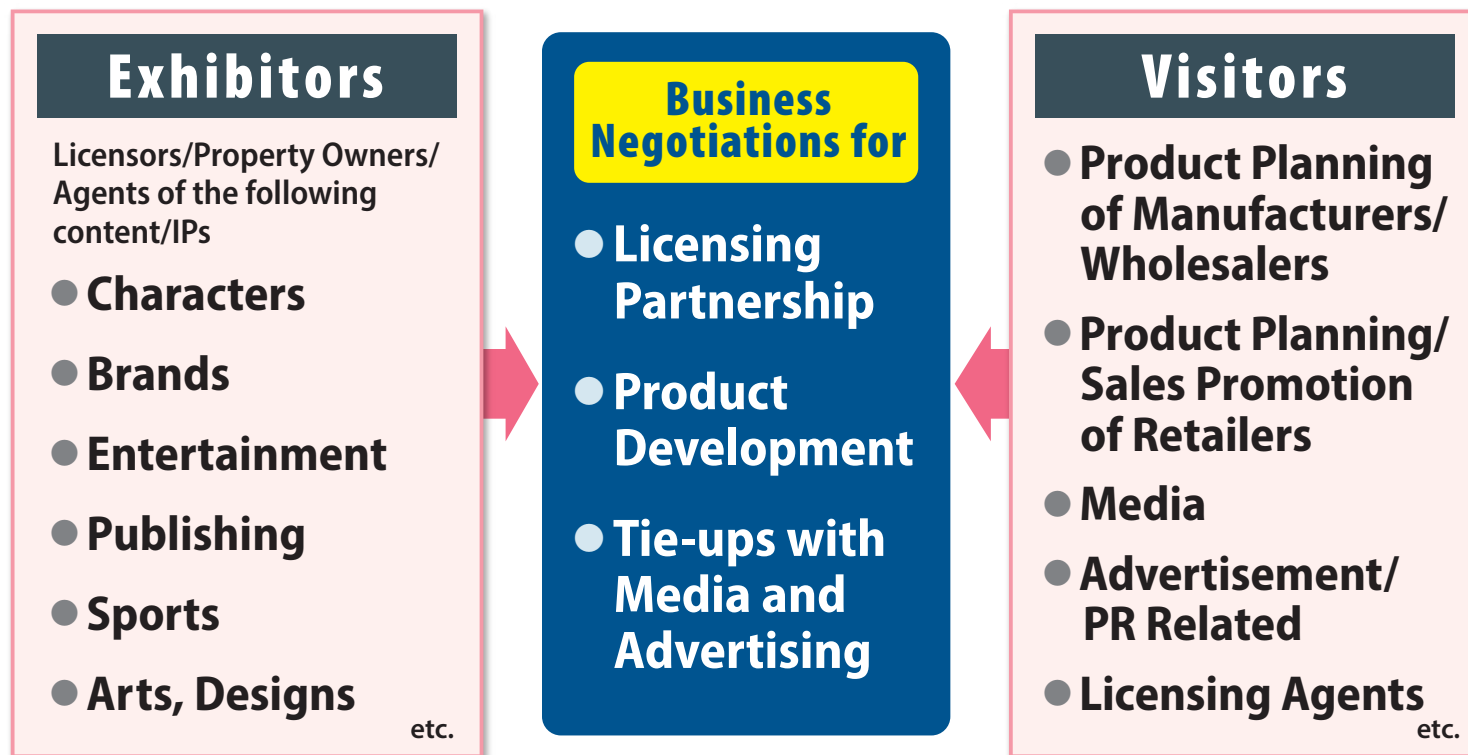 Exhibitors
Licensors/Property Owners/
Agents of the following
content/IPs
● Characters
● Brands
● Entertainment
● Publishing
● Sports
● Arts, Designs
etc.
Business
Negotiations for
● Licensing
Partnership
● Product
Development
● Tie-ups with
Media and
Advertising
Visitors
● Product Planning
of Manufacturers/
Wholesalers
● Product Planning/
Sales Promotion
of Retailers
● Media
● Advertisement/
PR Related
● Licensing Agents
etc.